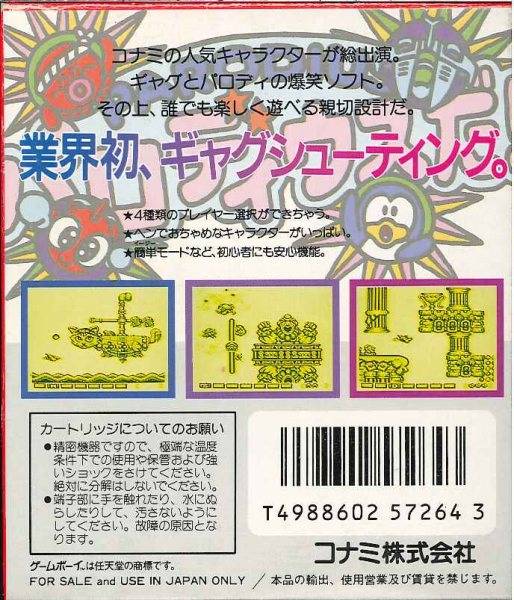 コナミの人気キャラクターが総出演。
ギャグとパロディの爆笑ソフト。
その上、誰でも楽しく遊べる親切設計だ。
業界初、ギャグシューティング。
★4種類のプレイヤー選択ができちゃう。
★ヘンでおちゃめなキャラクターがいっぱい。
イージー
★簡単モードなど、初心者にも安心機能。
カートリッジについてのお願い
●精密機器ですので、極端な温度
条件下での使用や保管および強
いショックをさけてください。
絶対に分解はしないでください。
●端子部に手を触れたり、水にぬ
らしたりして、汚さないように
してください。故障の原因とな
ります。
T4988602 57264 3
コナミ株式会社
ゲームボーイ™は任天堂の商標です。
FOR SALE and USE IN JAPAN ONLY / 本品の輸出、使用営業及び賃貸を禁じます。